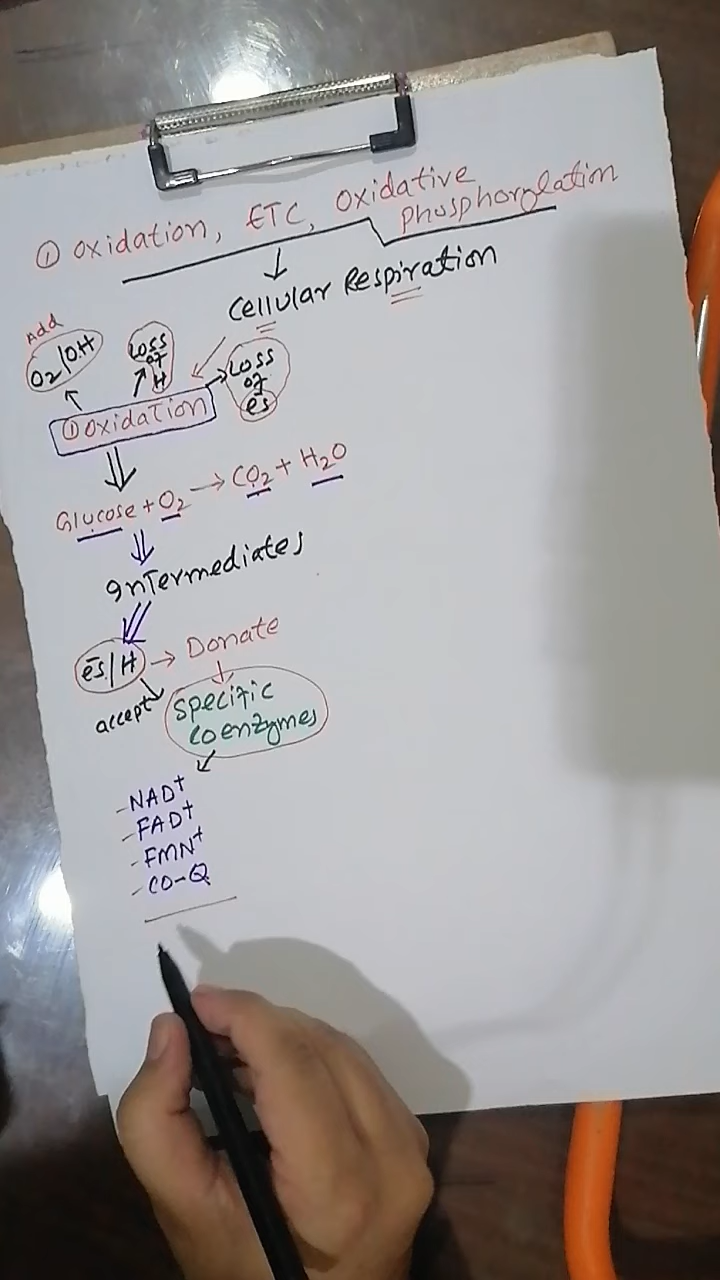 ① Oxidation, ETC, Oxidative
phosphorylation
Cellular Respiration
Add
O2/OH
Loss
of
H
Loss
of
es
① Oxidation
Glucose + O2 → CO2 + H2O
Intermediates
es/H → Donate
accept
Specific
coenzymes
- NAD+
- FAD+
- FMN+
- CO-Q